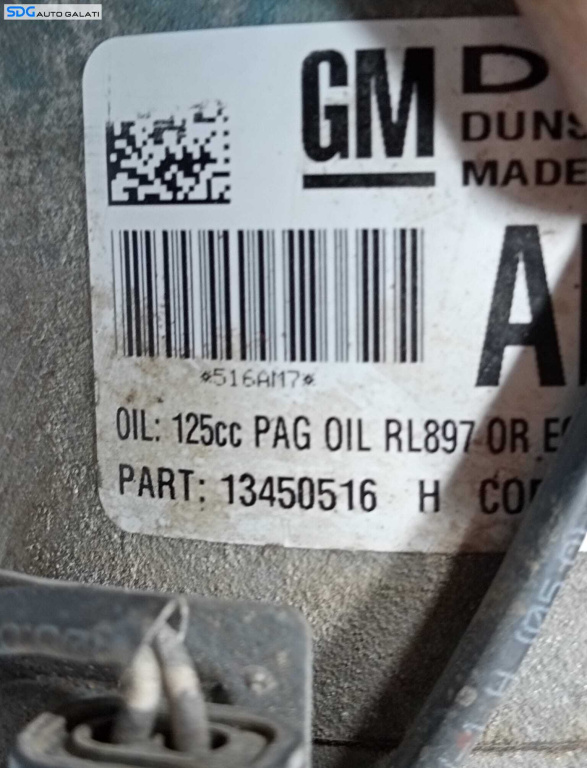 SDG AUTO GALATI
GM D
DUNS
MADE
*516AM7*
OIL: 125cc PAG OIL RL897 OR
PART: 13450516 H